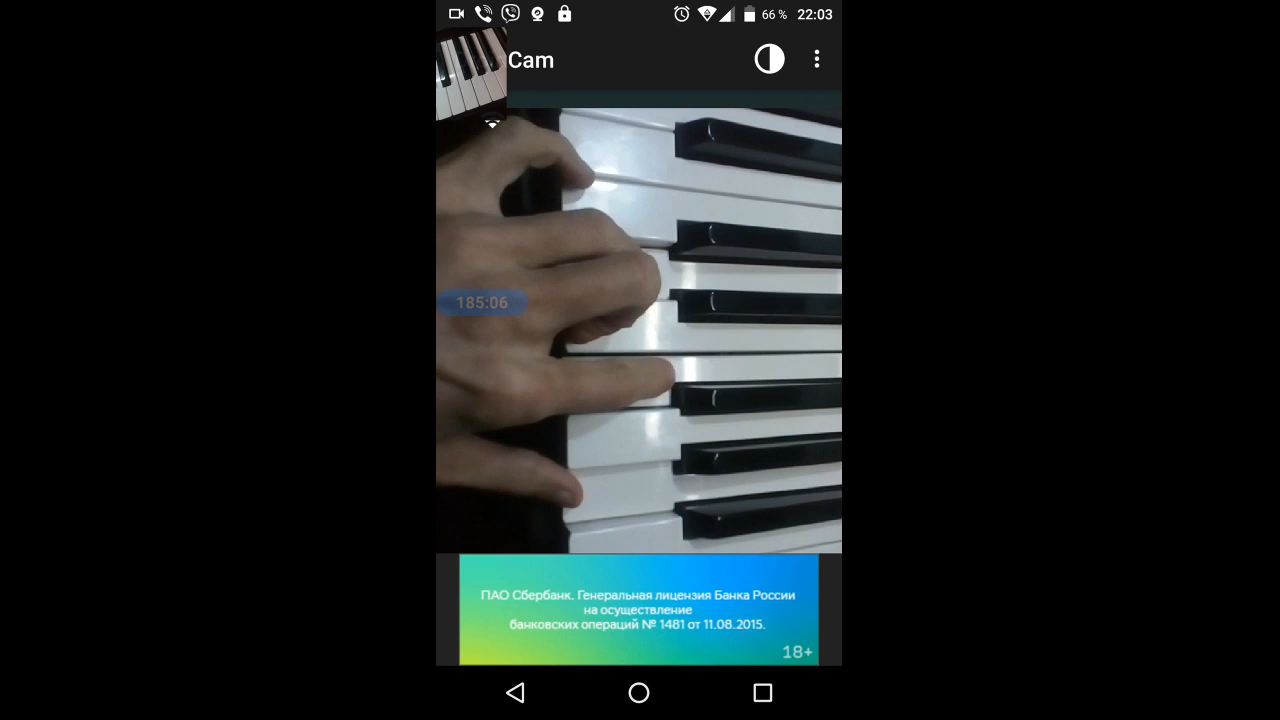 66 %
22:03
Cam
185:06
ПАО Сбербанк. Генеральная лицензия Банка России
на осуществление
банковских операций № 1481 от 11.08.2015.
18+